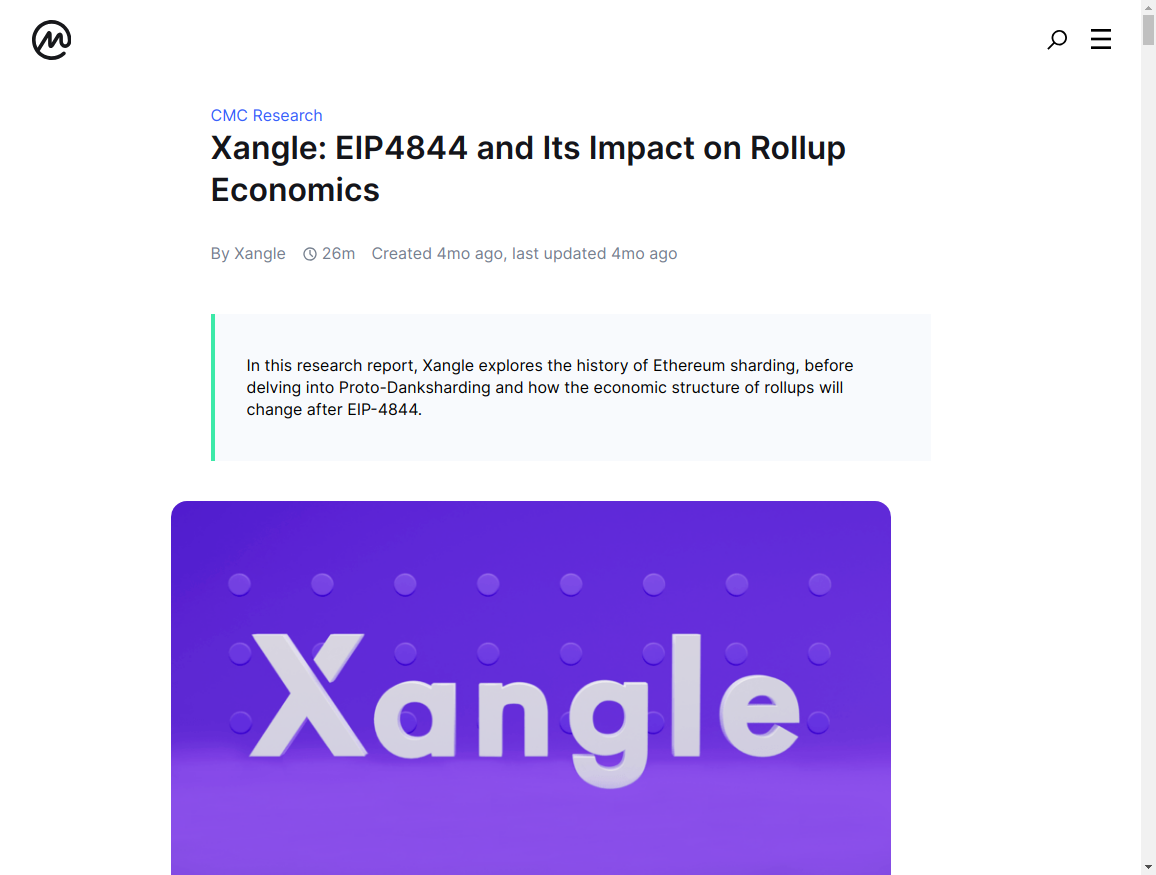 CMC Research
Xangle: EIP4844 and Its Impact on Rollup
Economics
By Xangle 26m Created 4mo ago, last updated 4mo ago
In this research report, Xangle explores the history of Ethereum sharding, before
delving into Proto-Danksharding and how the economic structure of rollups will
change after EIP-4844.
Xangle